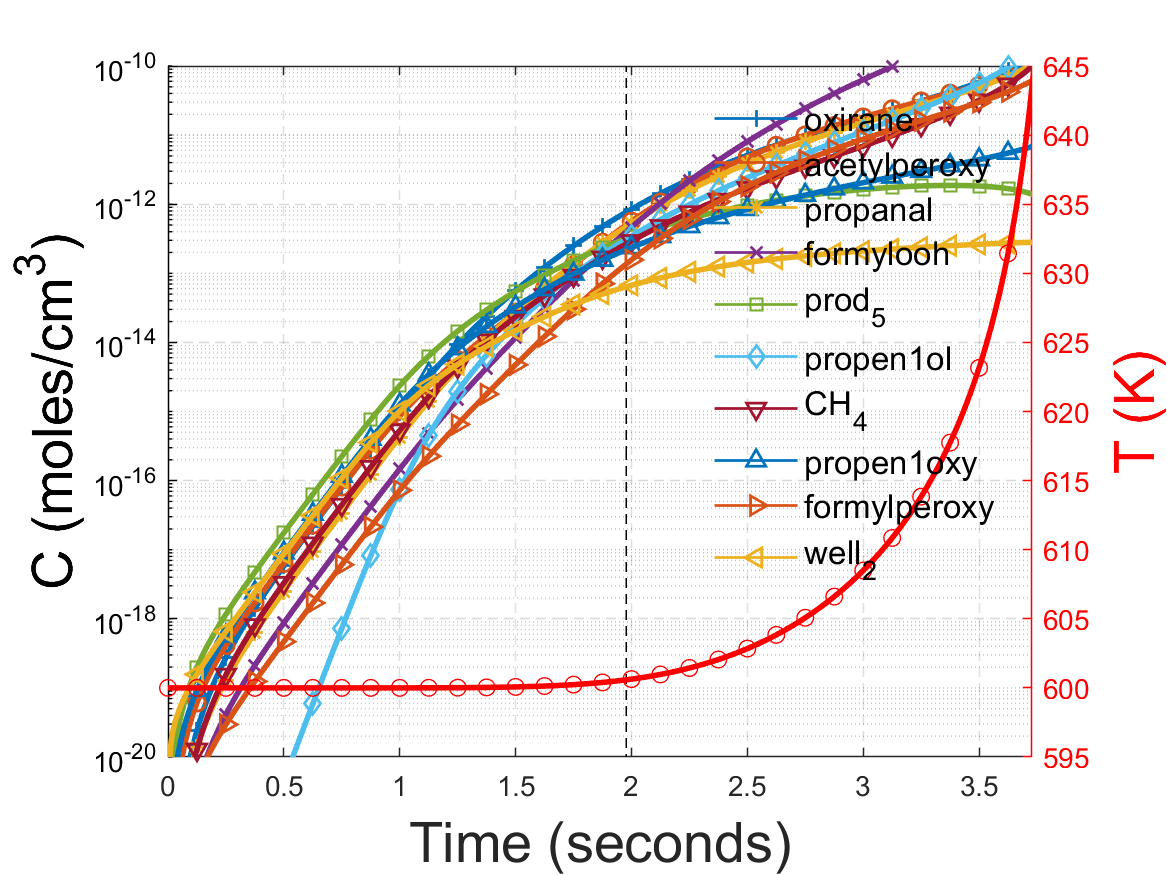 10^-10
10^-12
10^-14
10^-16
10^-18
10^-20
C (moles/cm^3)
0 0.5 1 1.5 2 2.5 3 3.5
Time (seconds)
oxirane
acetylperoxy
propanal
formylooh
prod_5
propen1ol
CH_4
propen1oxy
formylperoxy
well_2
645
640
635
630
625
620
615
610
605
600
595
T (K)